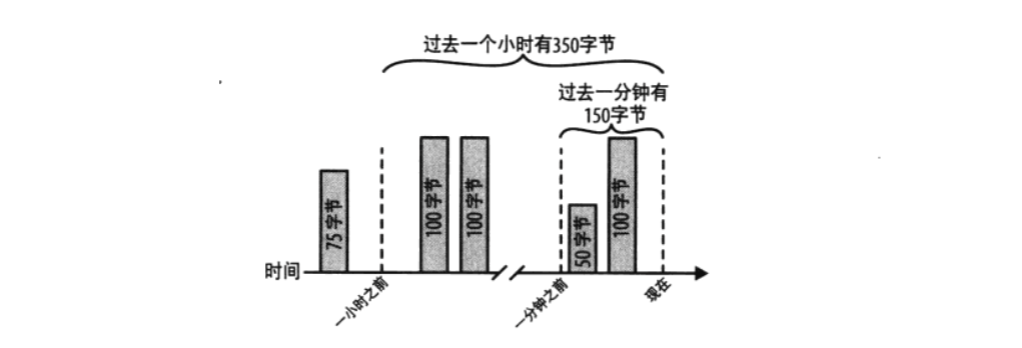 过去一个小时有350字节
过去一分钟有
150字节
75字节
100字节
100字节
50字节
100字节
时间
一小时之前
一分钟之前
现在